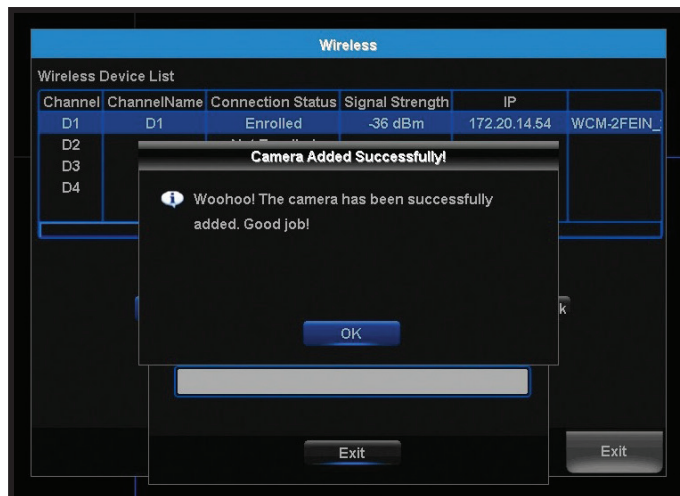 Wireless
Wireless Device List
Channel ChannelName Connection Status Signal Strength IP
D1 D1 Enrolled -36 dBm 172.20.14.54 WCM-2FEIN_
D2
D3
D4
Camera Added Successfully!
Woohoo! The camera has been successfully
added. Good job!
OK
k
Exit
Exit